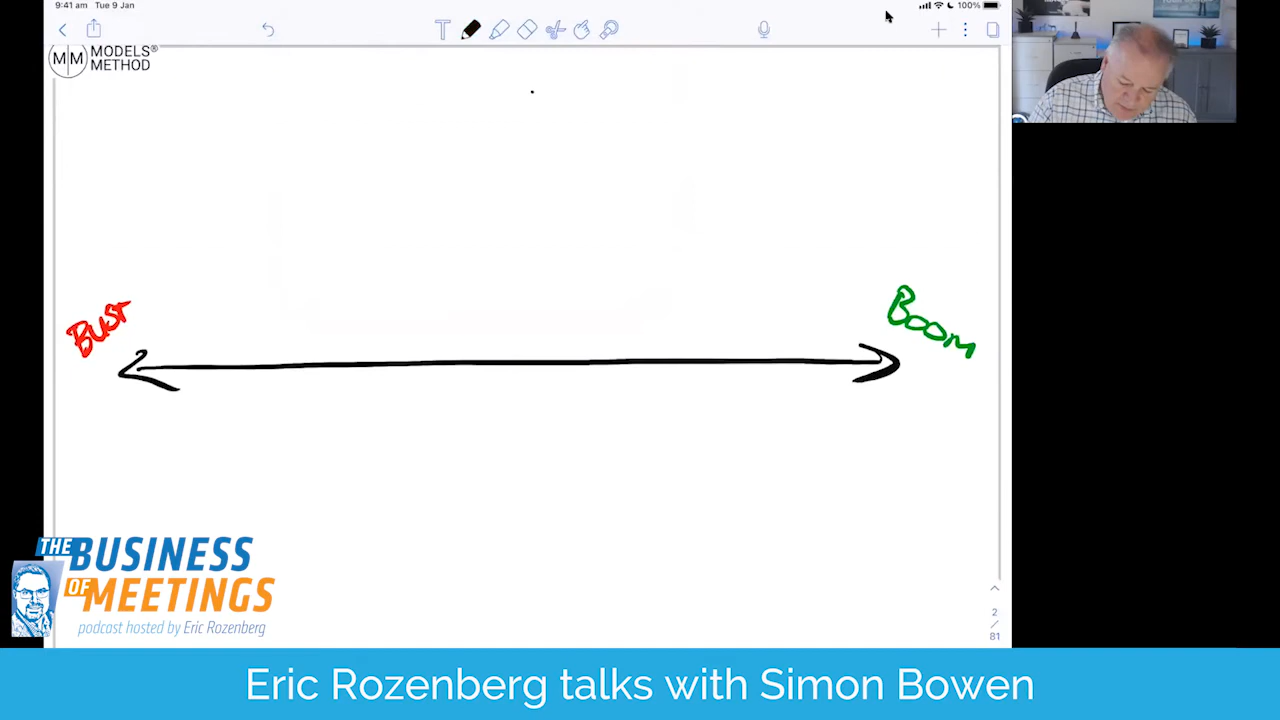 9:41 am Tue 9 Jan
100%
T
M|M MODELS®
METHOD
BUST
BOOM
THE BUSINESS
OF MEETINGS
podcast hosted by Eric Rozenberg
2
/
81
Eric Rozenberg talks with Simon Bowen